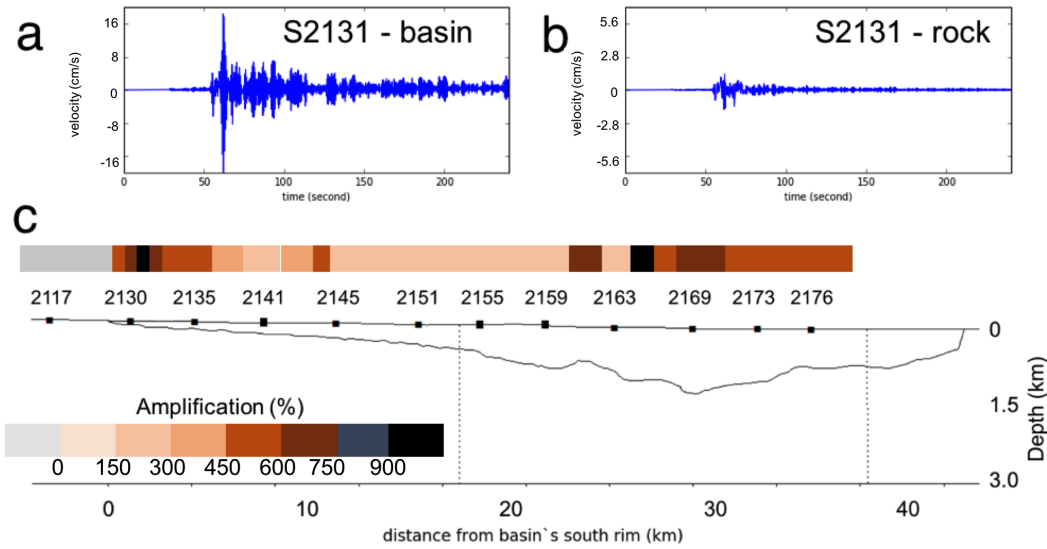 a
S2131 - basin
velocity (cm/s)
16
8
0
-8
-16
0 50 100 150 200
time (second)
b
S2131 - rock
velocity (cm/s)
5.6
2.8
0
-2.8
-5.6
0 50 100 150 200
time (second)
c
2117 2130 2135 2141 2145 2151 2155 2159 2163 2169 2173 2176
0
1.5
3.0
Depth (km)
Amplification (%)
0 150 300 450 600 750 900
0 10 20 30 40
distance from basin`s south rim (km)